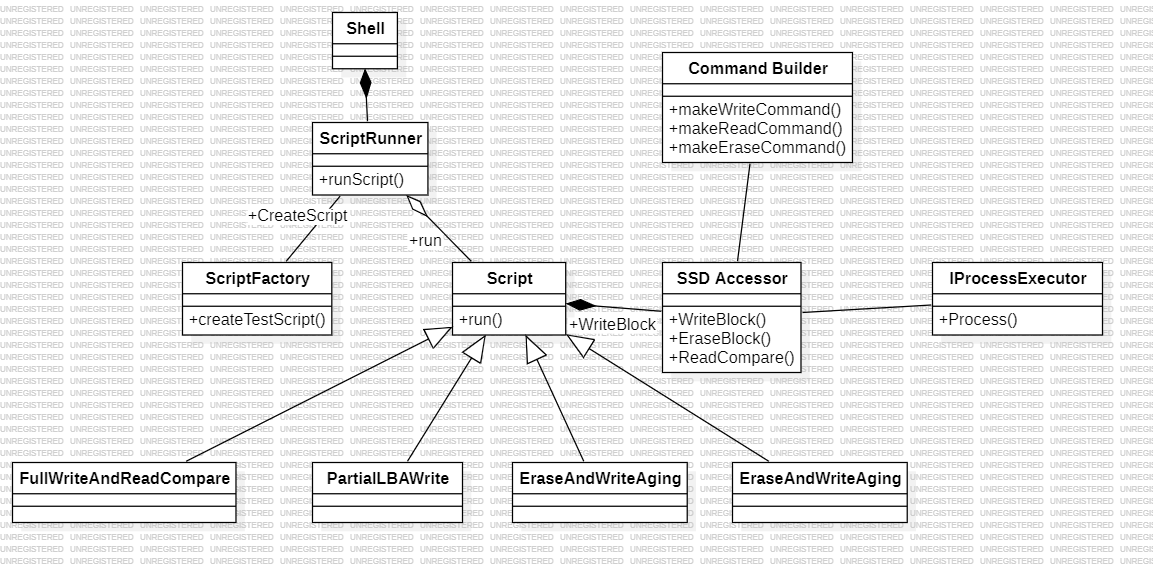 Shell
Command Builder
+makeWriteCommand()
+makeReadCommand()
+makeEraseCommand()
ScriptRunner
+runScript()
+CreateScript
+run
ScriptFactory
+createTestScript()
Script
+run()
+WriteBlock
SSD Accessor
+WriteBlock()
+EraseBlock()
+ReadCompare()
IProcessExecutor
+Process()
FullWriteAndReadCompare
PartialLBAWrite
EraseAndWriteAging
EraseAndWriteAging
UNREGISTERED